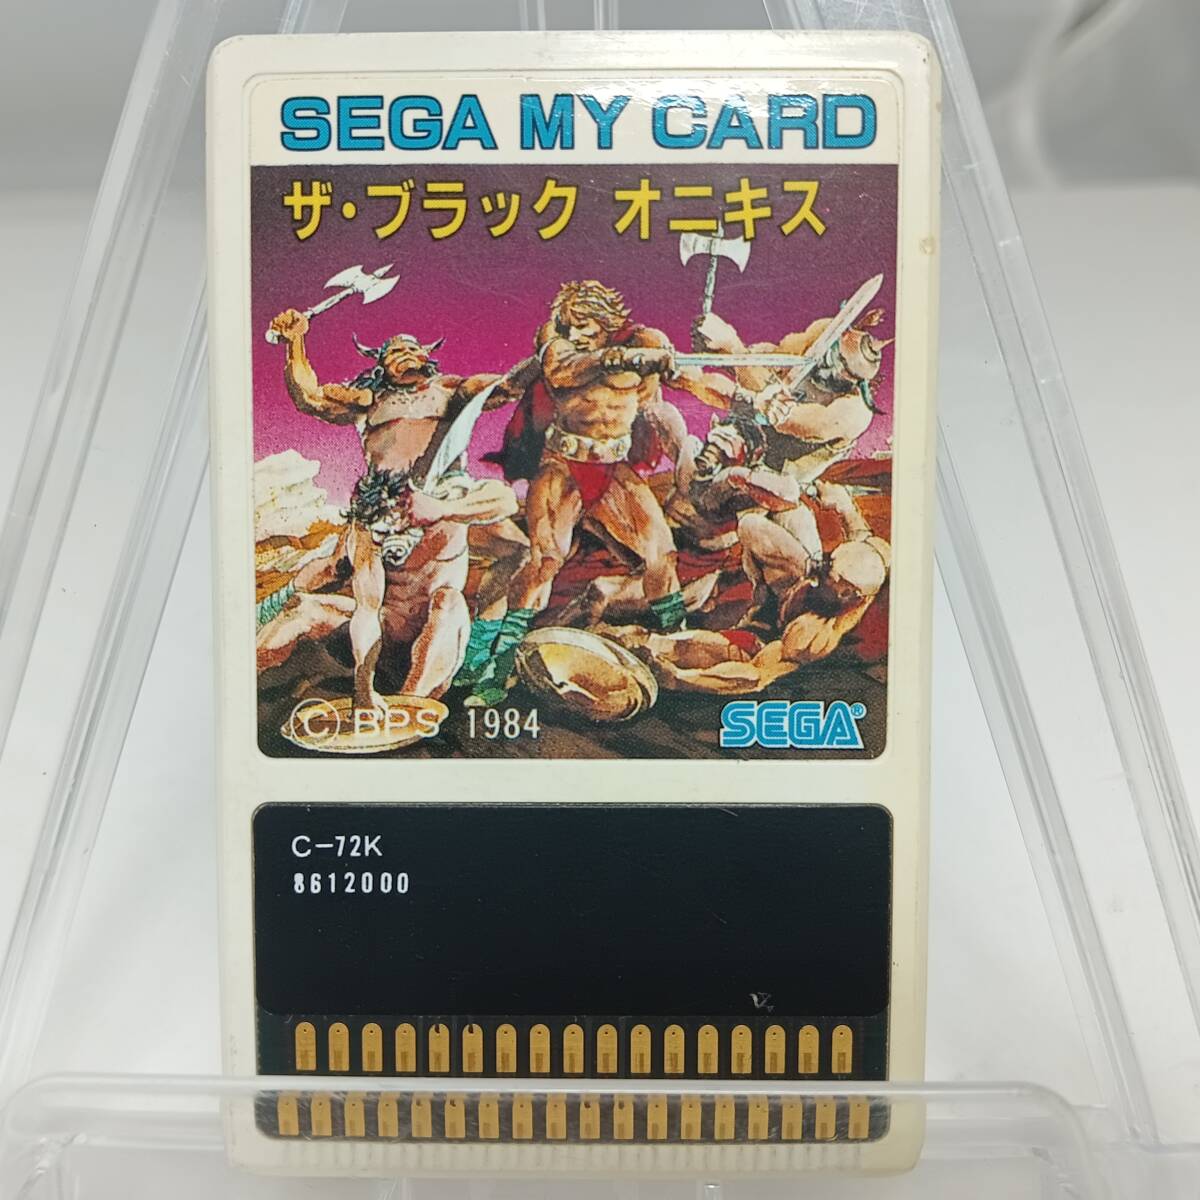 SEGA MY CARD
ザ・ブラック オニキス
© BPS 1984
SEGA®
C-72K
8612000